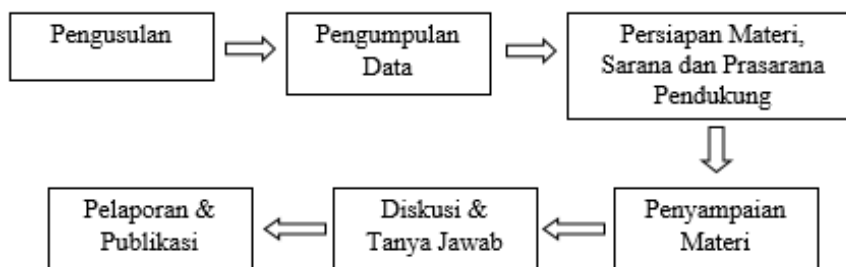 Pengusulan
Pengumpulan
Data
Persiapan Materi,
Sarana dan Prasarana
Pendukung
Penyampaian
Materi
Diskusi &
Tanya Jawab
Pelaporan &
Publikasi